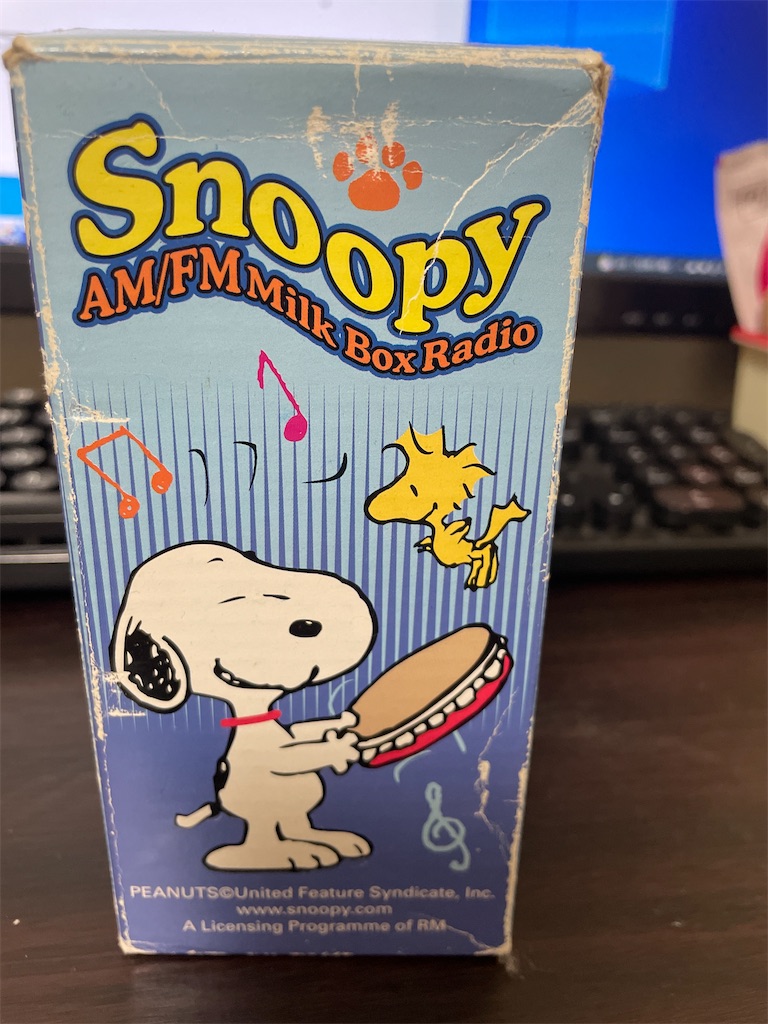 Snoopy
AM/FM Milk Box Radio
PEANUTS©United Feature Syndicate, Inc.
www.snoopy.com
A Licensing Programme of RM